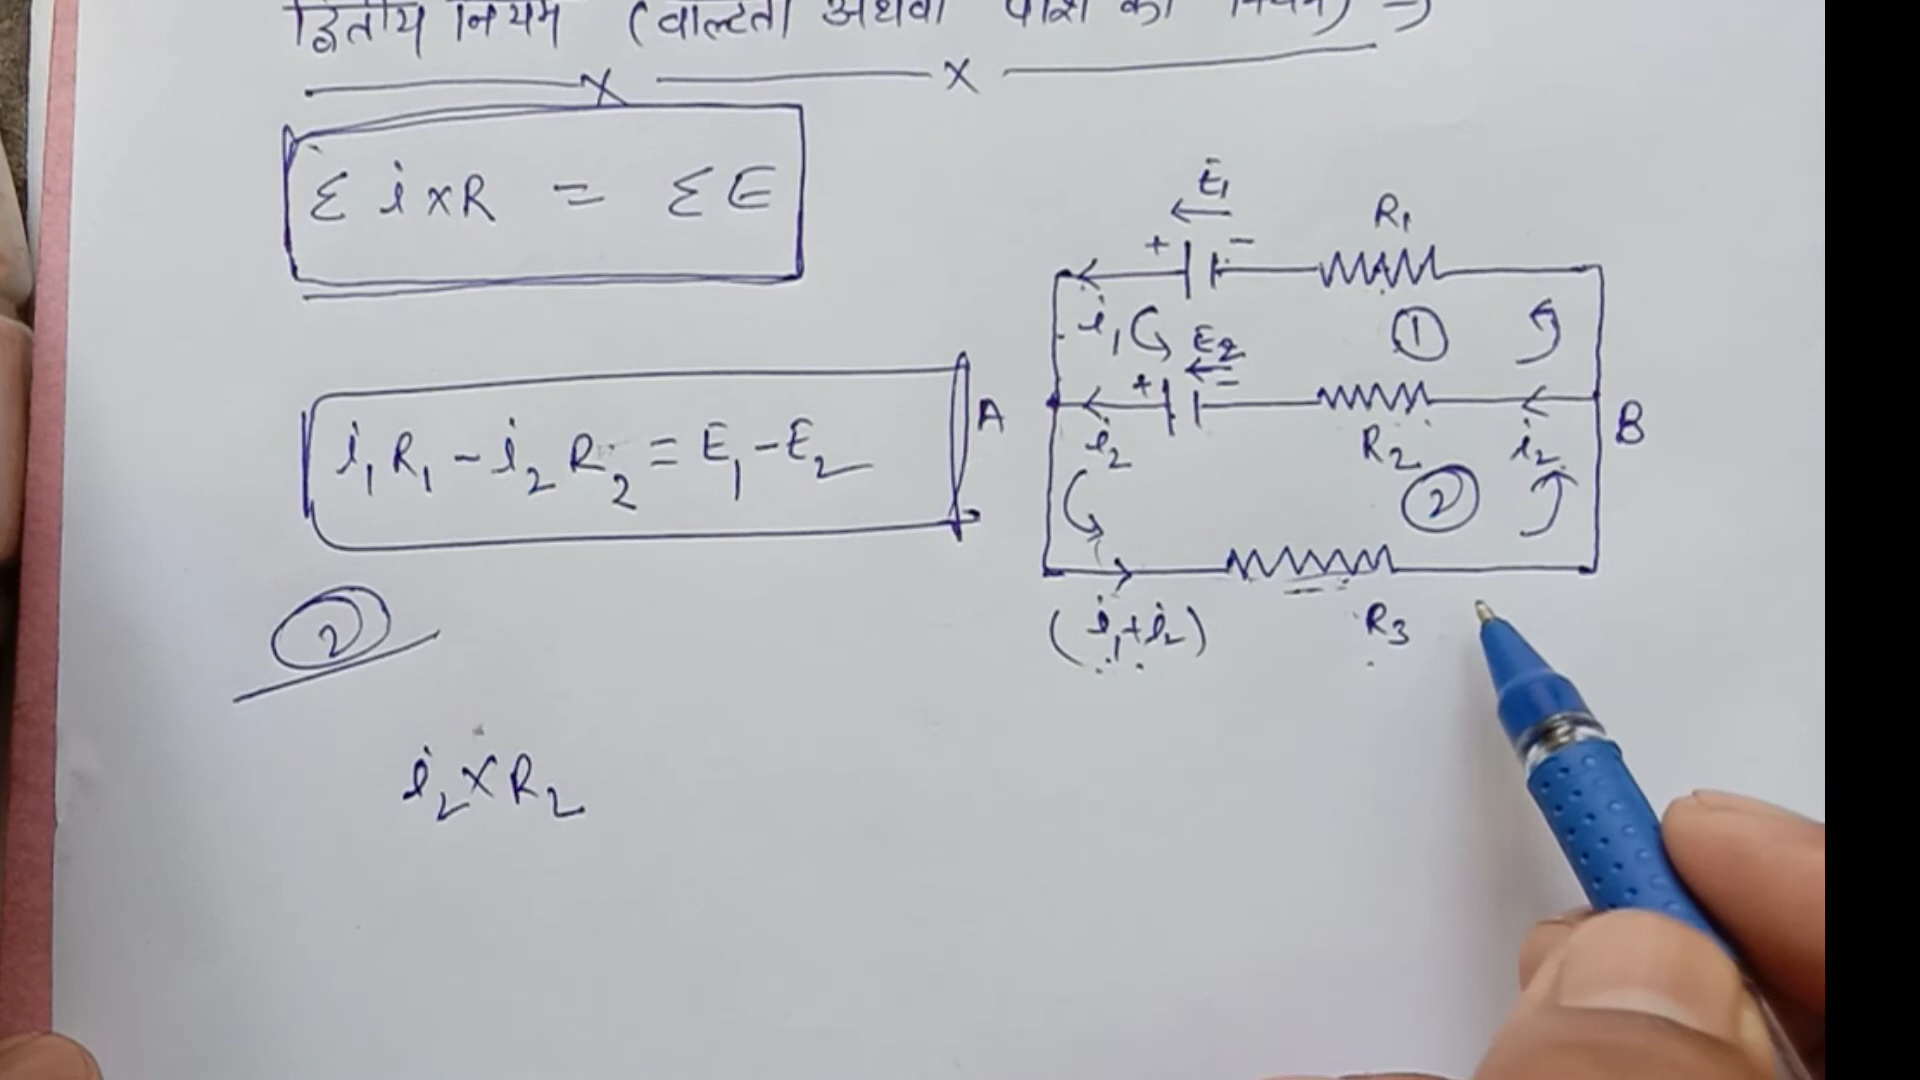 द्वितीय नियम (वोल्टता अथवा पाश का नियम) →
Σ i×R = ΣE
i₁R₁ - i₂R₂ = E₁ - E₂
②
i₂×R₂
E₁
R₁
+ -
i₁ ①
E₂
+ -
A B
i₂ R₂ i₂
②
(i₁+i₂) R₃